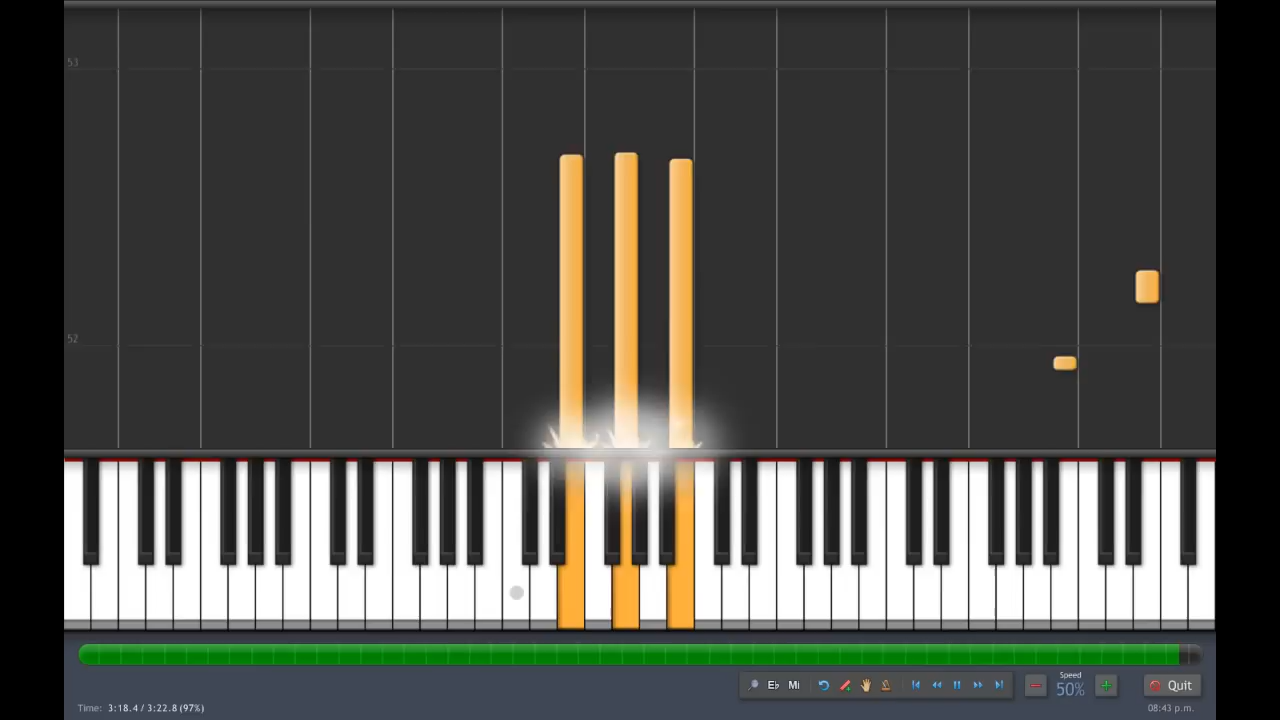 53
52
Eb Mi
Speed
50%
Quit
Time: 3:18.4 / 3:22.8 (97%)
08:43 p.m.